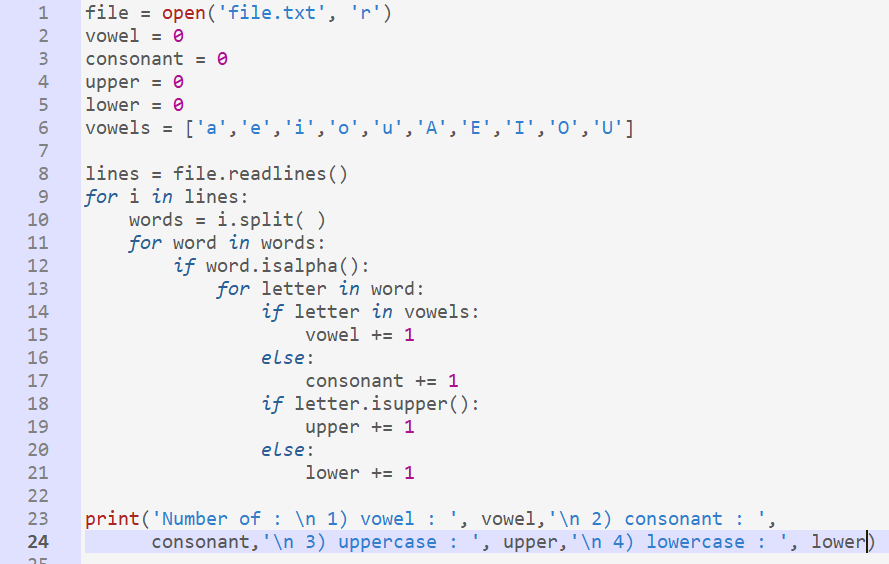 1 file = open('file.txt', 'r')
2 vowel = 0
3 consonant = 0
4 upper = 0
5 lower = 0
6 vowels = ['a','e','i','o','u','A','E','I','O','U']
7
8 lines = file.readlines()
9 for i in lines:
10     words = i.split( )
11     for word in words:
12         if word.isalpha():
13             for letter in word:
14                 if letter in vowels:
15                     vowel += 1
16                 else:
17                     consonant += 1
18                 if letter.isupper():
19                     upper += 1
20                 else:
21                     lower += 1
22
23 print('Number of : \n 1) vowel : ', vowel,'\n 2) consonant : ',
24       consonant,'\n 3) uppercase : ', upper,'\n 4) lowercase : ', lower)
25